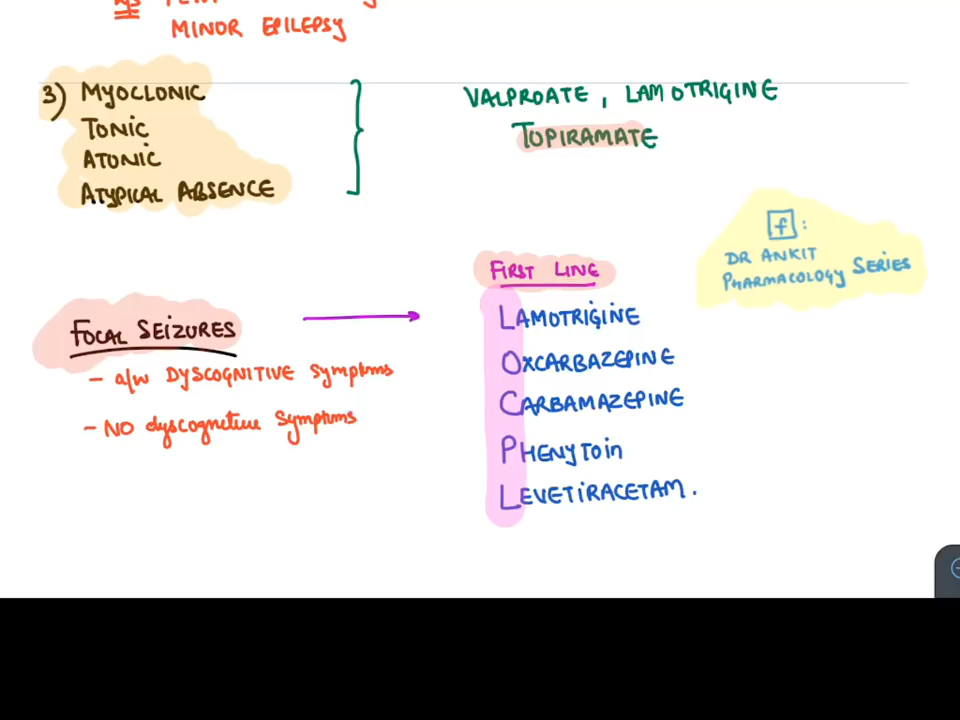 MINOR EPILEPSY
3) MYOCLONIC
TONIC
ATONIC
ATYPICAL ABSENCE
VALPROATE, LAMOTRIGINE
TOPIRAMATE
f :
DR ANKIT
PHARMACOLOGY SERIES
FIRST LINE
FOCAL SEIZURES
- a/w DYSCOGNITIVE Symptoms
- NO dyscognitive Symptoms
LAMOTRIGINE
OXCARBAZEPINE
CARBAMAZEPINE
PHENYTOIN
LEVETIRACETAM.